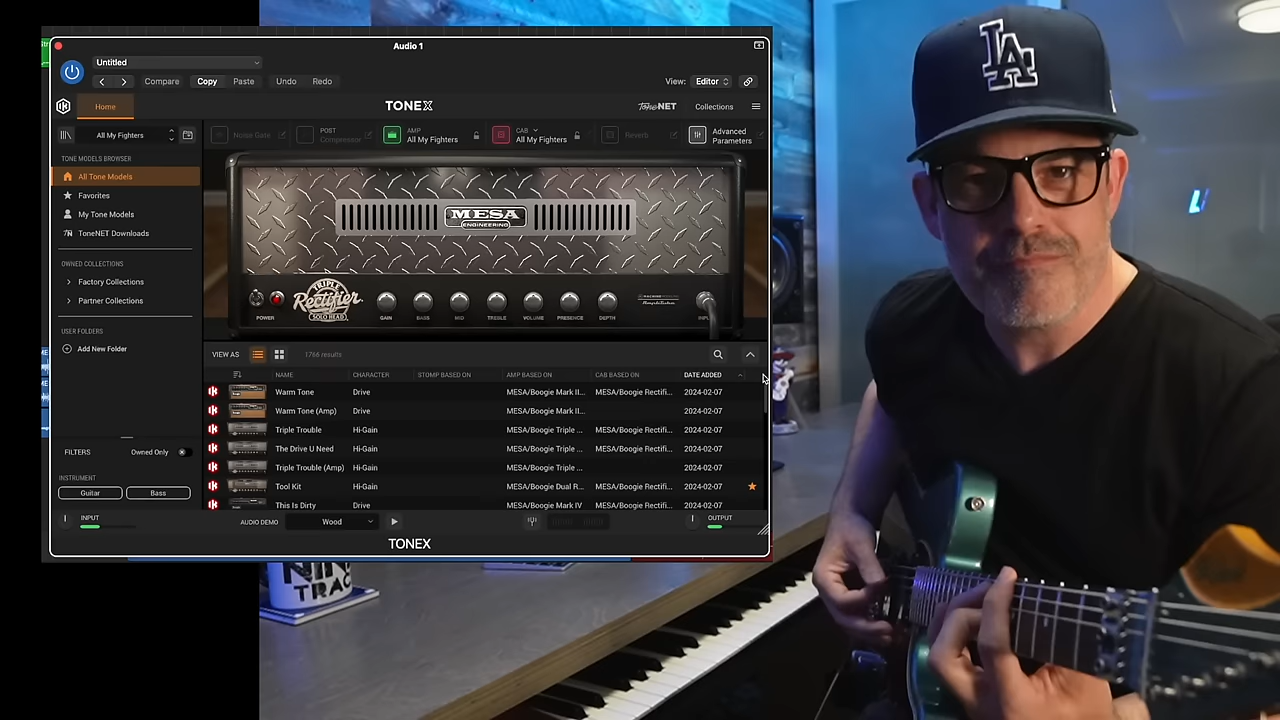 Audio 1
Untitled
Compare Copy Paste Undo Redo View: Editor
Home TONEX ToneNET Collections
All My Fighters Noise Gate POST Compressor AMP All My Fighters CAB All My Fighters Reverb Advanced Parameters
TONE MODELS BROWSER
All Tone Models
Favorites
My Tone Models
ToneNET Downloads
OWNED COLLECTIONS
Factory Collections
Partner Collections
USER FOLDERS
Add New Folder
MESA
ENGINEERING
TRIPLE
Rectifier
SOLO HEAD
POWER GAIN BASS MID TREBLE VOLUME PRESENCE DEPTH INPUT
VIEW AS 1766 results
NAME CHARACTER STOMP BASED ON AMP BASED ON CAB BASED ON DATE ADDED
Warm Tone Drive MESA/Boogie Mark II... MESA/Boogie Rectifi... 2024-02-07
Warm Tone (Amp) Drive MESA/Boogie Mark II... 2024-02-07
Triple Trouble Hi-Gain MESA/Boogie Triple ... MESA/Boogie Rectifi... 2024-02-07
The Drive U Need Hi-Gain MESA/Boogie Triple ... MESA/Boogie Rectifi... 2024-02-07
Triple Trouble (Amp) Hi-Gain MESA/Boogie Triple ... 2024-02-07
Tool Kit Hi-Gain MESA/Boogie Dual R... MESA/Boogie Rectifi... 2024-02-07
This Is Dirty Drive MESA/Boogie Mark IV MESA/Boogie Rectifi... 2024-02-07
FILTERS Owned Only
INSTRUMENT
Guitar Bass
INPUT AUDIO DEMO Wood OUTPUT
TONEX
LA
TRAC